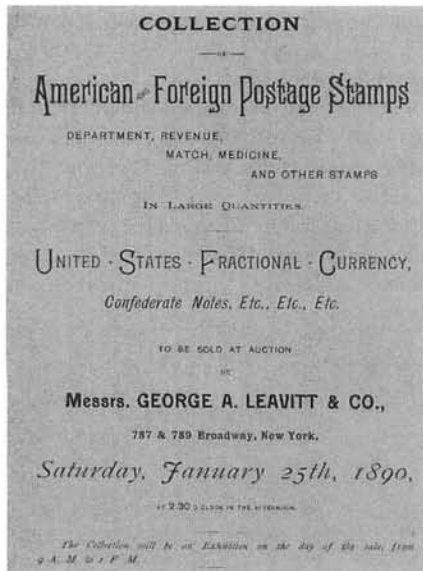 COLLECTION
OF
American and Foreign Postage Stamps
DEPARTMENT, REVENUE,
MATCH, MEDICINE,
AND OTHER STAMPS
IN LARGE QUANTITIES.
UNITED · STATES · FRACTIONAL · CURRENCY,
Confederate Notes, Etc., Etc., Etc.
TO BE SOLD AT AUCTION
BY
Messrs. GEORGE A. LEAVITT & CO.,
787 & 789 Broadway, New York,
Saturday, January 25th, 1890,
AT 2.30 O'CLOCK IN THE AFTERNOON.
The Collection will be on Exhibition on the day of the sale, from
9 A. M. to 1 P. M.